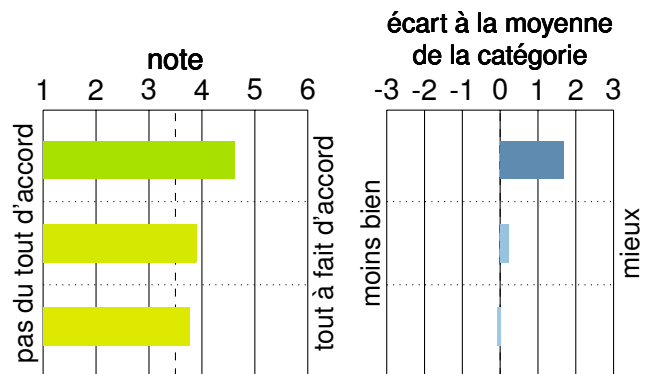 note
1 2 3 4 5 6
pas du tout d'accord
tout à fait d'accord
écart à la moyenne
de la catégorie
-3 -2 -1 0 1 2 3
moins bien
mieux